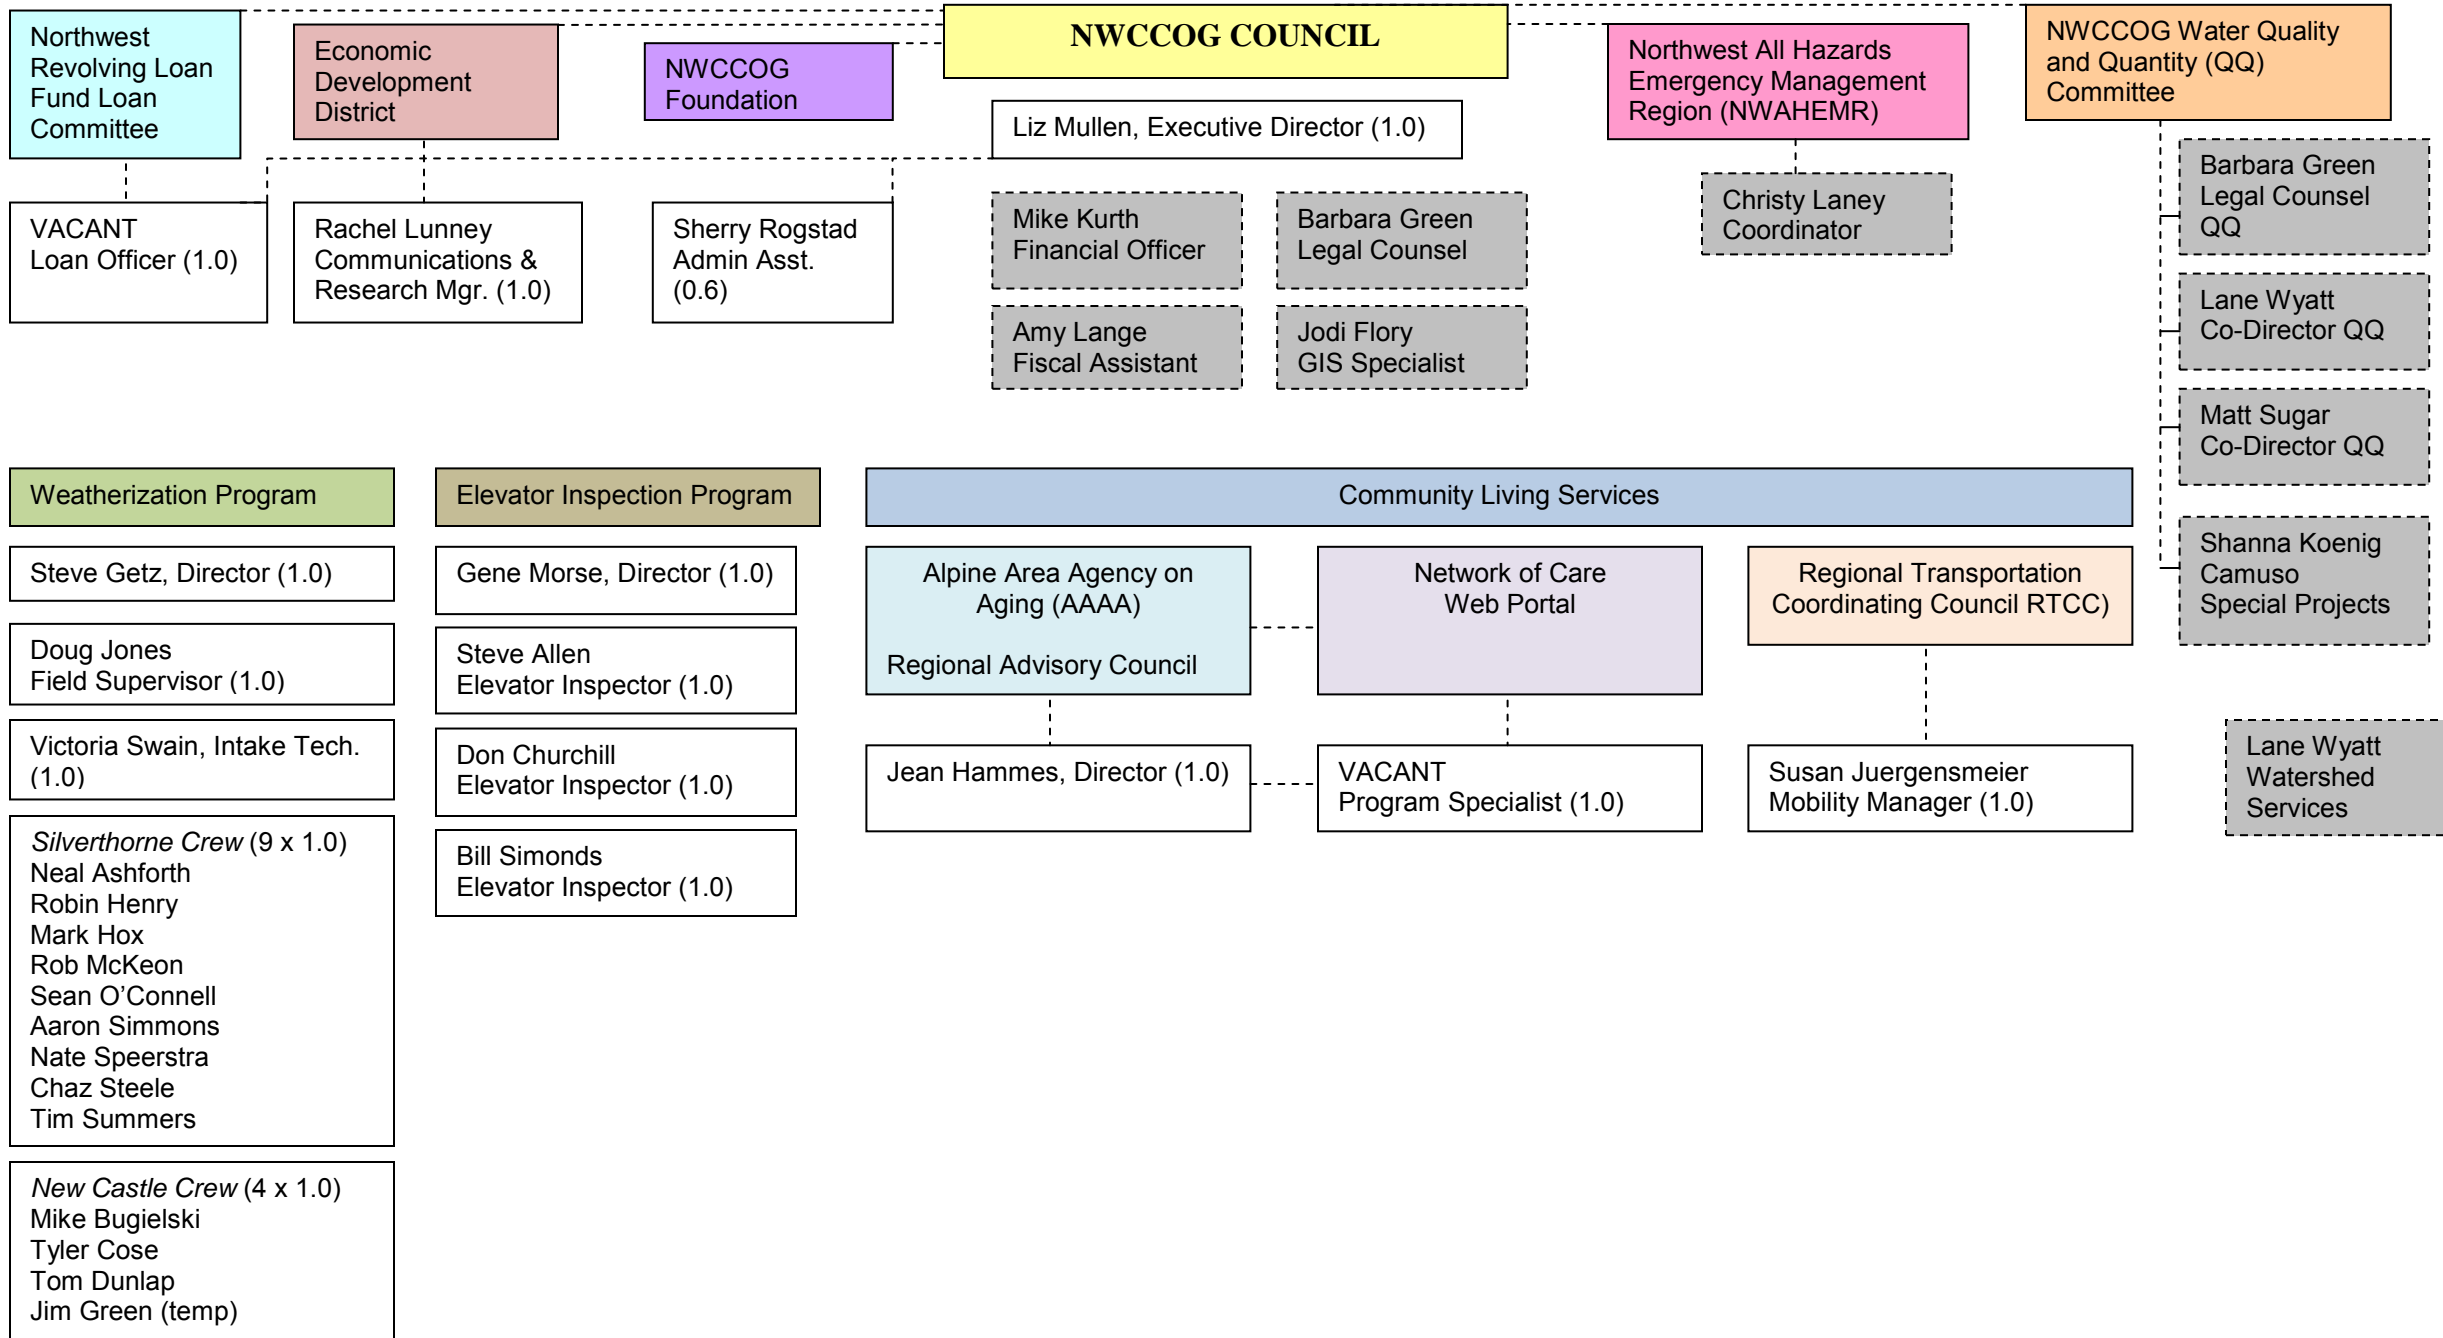 Northwest
Revolving Loan
Fund Loan
Committee
Economic
Development
District
NWCCOG
Foundation
NWCCOG COUNCIL
Northwest All Hazards
Emergency Management
Region (NWAHEMR)
NWCCOG Water Quality
and Quantity (QQ)
Committee
Liz Mullen, Executive Director (1.0)
VACANT
Loan Officer (1.0)
Rachel Lunney
Communications &
Research Mgr. (1.0)
Sherry Rogstad
Admin Asst.
(0.6)
Mike Kurth
Financial Officer
Barbara Green
Legal Counsel
Amy Lange
Fiscal Assistant
Jodi Flory
GIS Specialist
Christy Laney
Coordinator
Barbara Green
Legal Counsel
QQ
Lane Wyatt
Co-Director QQ
Matt Sugar
Co-Director QQ
Shanna Koenig
Camuso
Special Projects
Weatherization Program
Steve Getz, Director (1.0)
Doug Jones
Field Supervisor (1.0)
Victoria Swain, Intake Tech.
(1.0)
Silverthorne Crew (9 x 1.0)
Neal Ashforth
Robin Henry
Mark Hox
Rob McKeon
Sean O’Connell
Aaron Simmons
Nate Speerstra
Chaz Steele
Tim Summers
New Castle Crew (4 x 1.0)
Mike Bugielski
Tyler Cose
Tom Dunlap
Jim Green (temp)
Elevator Inspection Program
Gene Morse, Director (1.0)
Steve Allen
Elevator Inspector (1.0)
Don Churchill
Elevator Inspector (1.0)
Bill Simonds
Elevator Inspector (1.0)
Community Living Services
Alpine Area Agency on
Aging (AAAA)
Regional Advisory Council
Network of Care
Web Portal
Regional Transportation
Coordinating Council RTCC)
Jean Hammes, Director (1.0)
VACANT
Program Specialist (1.0)
Susan Juergensmeier
Mobility Manager (1.0)
Lane Wyatt
Watershed
Services